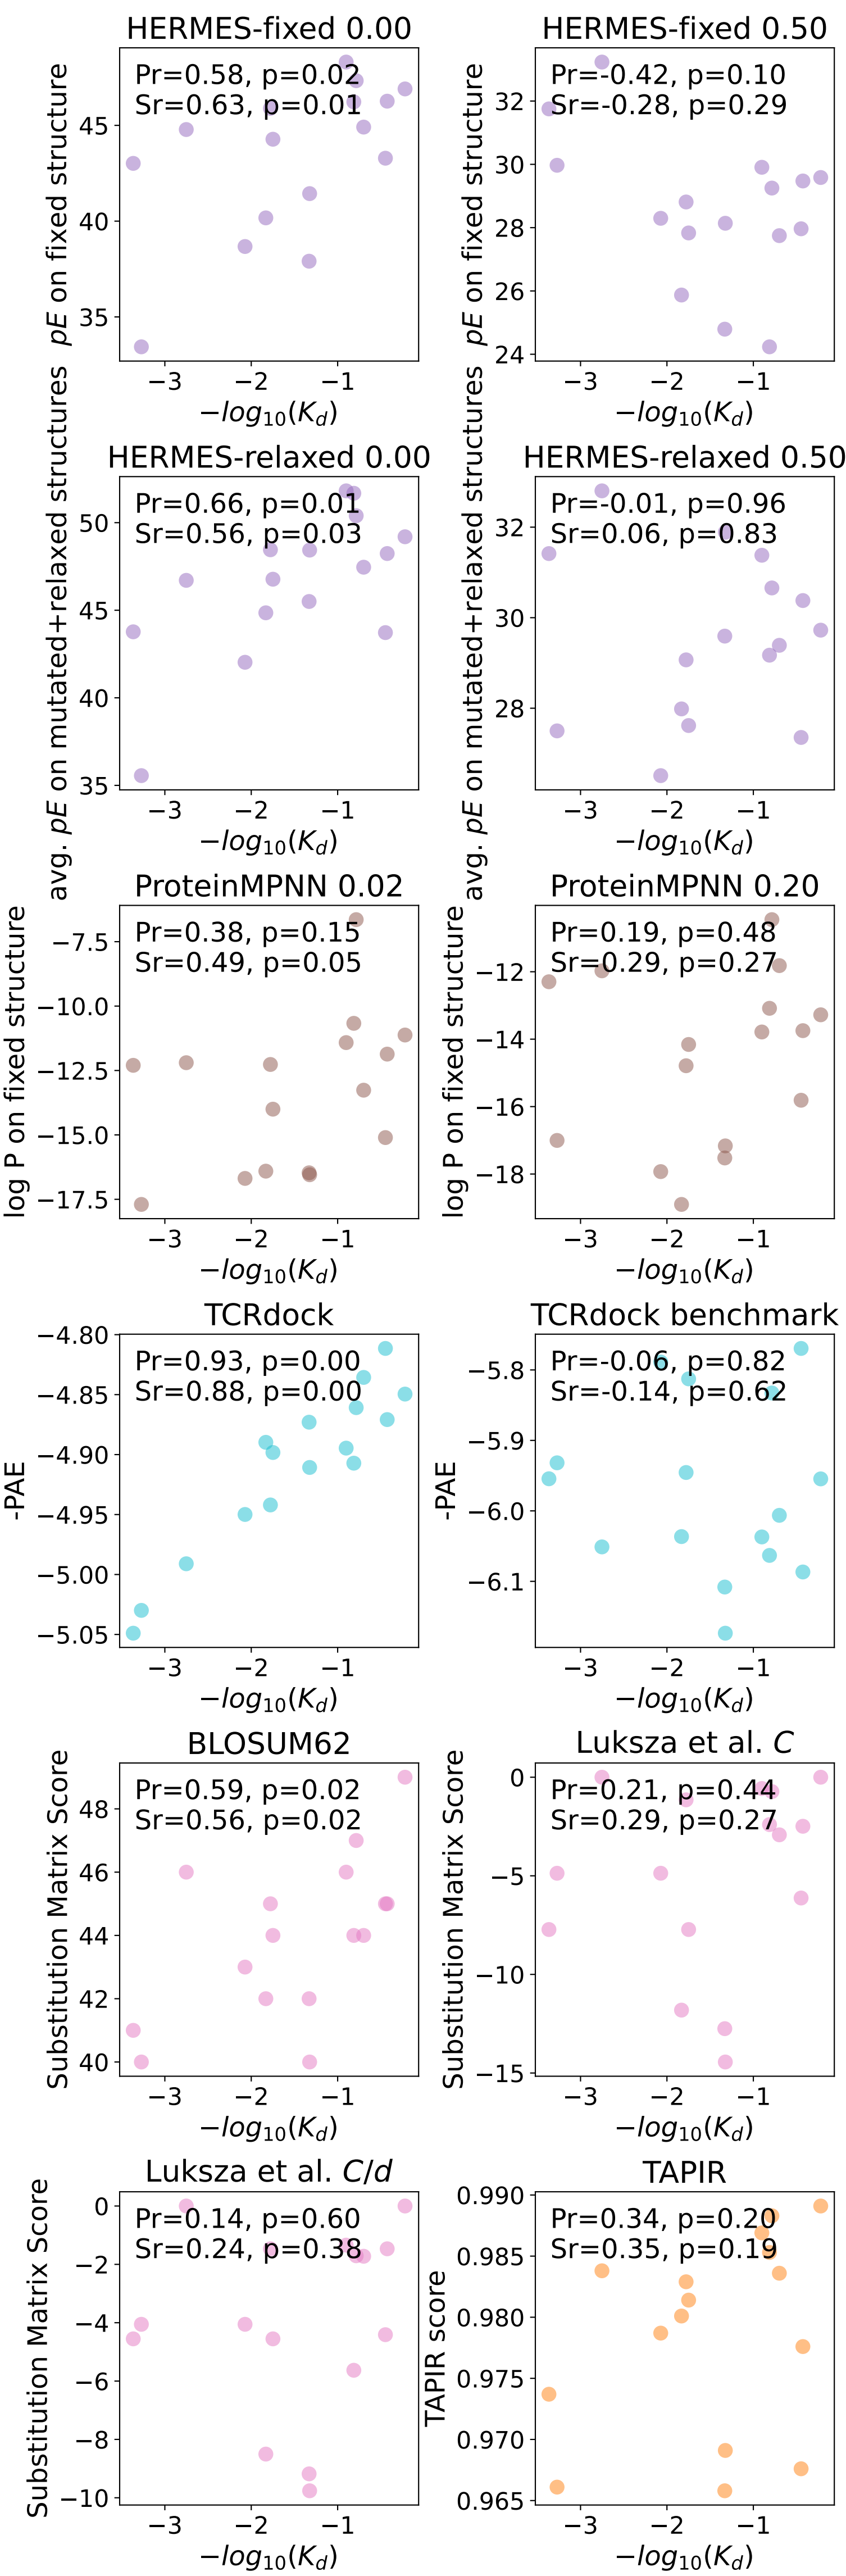 HERMES-fixed 0.00
Pr=0.58, p=0.02
Sr=0.63, p=0.01
pE on fixed structure
45
40
35
−3 −2 −1
−log10(Kd)
HERMES-fixed 0.50
Pr=-0.42, p=0.10
Sr=-0.28, p=0.29
pE on fixed structure
32
30
28
26
24
−3 −2 −1
−log10(Kd)
HERMES-relaxed 0.00
Pr=0.66, p=0.01
Sr=0.56, p=0.03
avg. pE on mutated+relaxed structures
50
45
40
35
−3 −2 −1
−log10(Kd)
HERMES-relaxed 0.50
Pr=-0.01, p=0.96
Sr=0.06, p=0.83
avg. pE on mutated+relaxed structures
32
30
28
−3 −2 −1
−log10(Kd)
ProteinMPNN 0.02
Pr=0.38, p=0.15
Sr=0.49, p=0.05
log P on fixed structure
−7.5
−10.0
−12.5
−15.0
−17.5
−3 −2 −1
−log10(Kd)
ProteinMPNN 0.20
Pr=0.19, p=0.48
Sr=0.29, p=0.27
log P on fixed structure
−12
−14
−16
−18
−3 −2 −1
−log10(Kd)
TCRdock
Pr=0.93, p=0.00
Sr=0.88, p=0.00
-PAE
−4.80
−4.85
−4.90
−4.95
−5.00
−5.05
−3 −2 −1
−log10(Kd)
TCRdock benchmark
Pr=-0.06, p=0.82
Sr=-0.14, p=0.62
-PAE
−5.8
−5.9
−6.0
−6.1
−3 −2 −1
−log10(Kd)
BLOSUM62
Pr=0.59, p=0.02
Sr=0.56, p=0.02
Substitution Matrix Score
48
46
44
42
40
−3 −2 −1
−log10(Kd)
Luksza et al. C
Pr=0.21, p=0.44
Sr=0.29, p=0.27
Substitution Matrix Score
0
−5
−10
−15
−3 −2 −1
−log10(Kd)
Luksza et al. C/d
Pr=0.14, p=0.60
Sr=0.24, p=0.38
Substitution Matrix Score
0
−2
−4
−6
−8
−10
−3 −2 −1
−log10(Kd)
TAPIR
Pr=0.34, p=0.20
Sr=0.35, p=0.19
TAPIR score
0.990
0.985
0.980
0.975
0.970
0.965
−3 −2 −1
−log10(Kd)